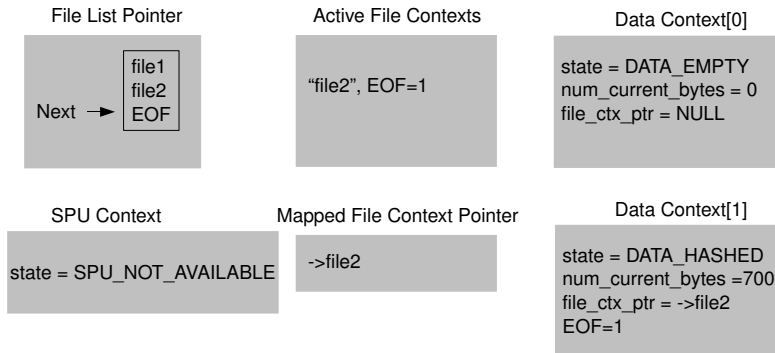 File List Pointer
file1
file2
Next
EOF
Active File Contexts
“file2”, EOF=1
Data Context[0]
state = DATA_EMPTY
num_current_bytes = 0
file_ctx_ptr = NULL
SPU Context
state = SPU_NOT_AVAILABLE
Mapped File Context Pointer
->file2
Data Context[1]
state = DATA_HASHED
num_current_bytes =700
file_ctx_ptr = ->file2
EOF=1